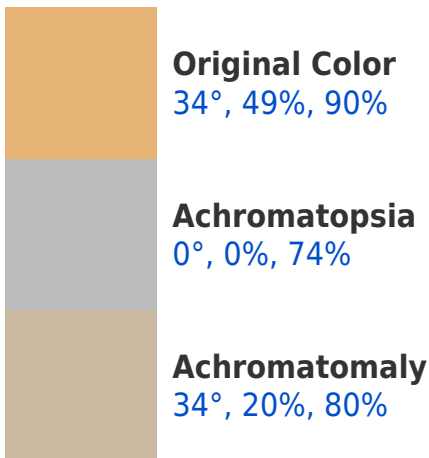 Original Color
34°, 49%, 90%
Achromatopsia
0°, 0%, 74%
Achromatomaly
34°, 20%, 80%